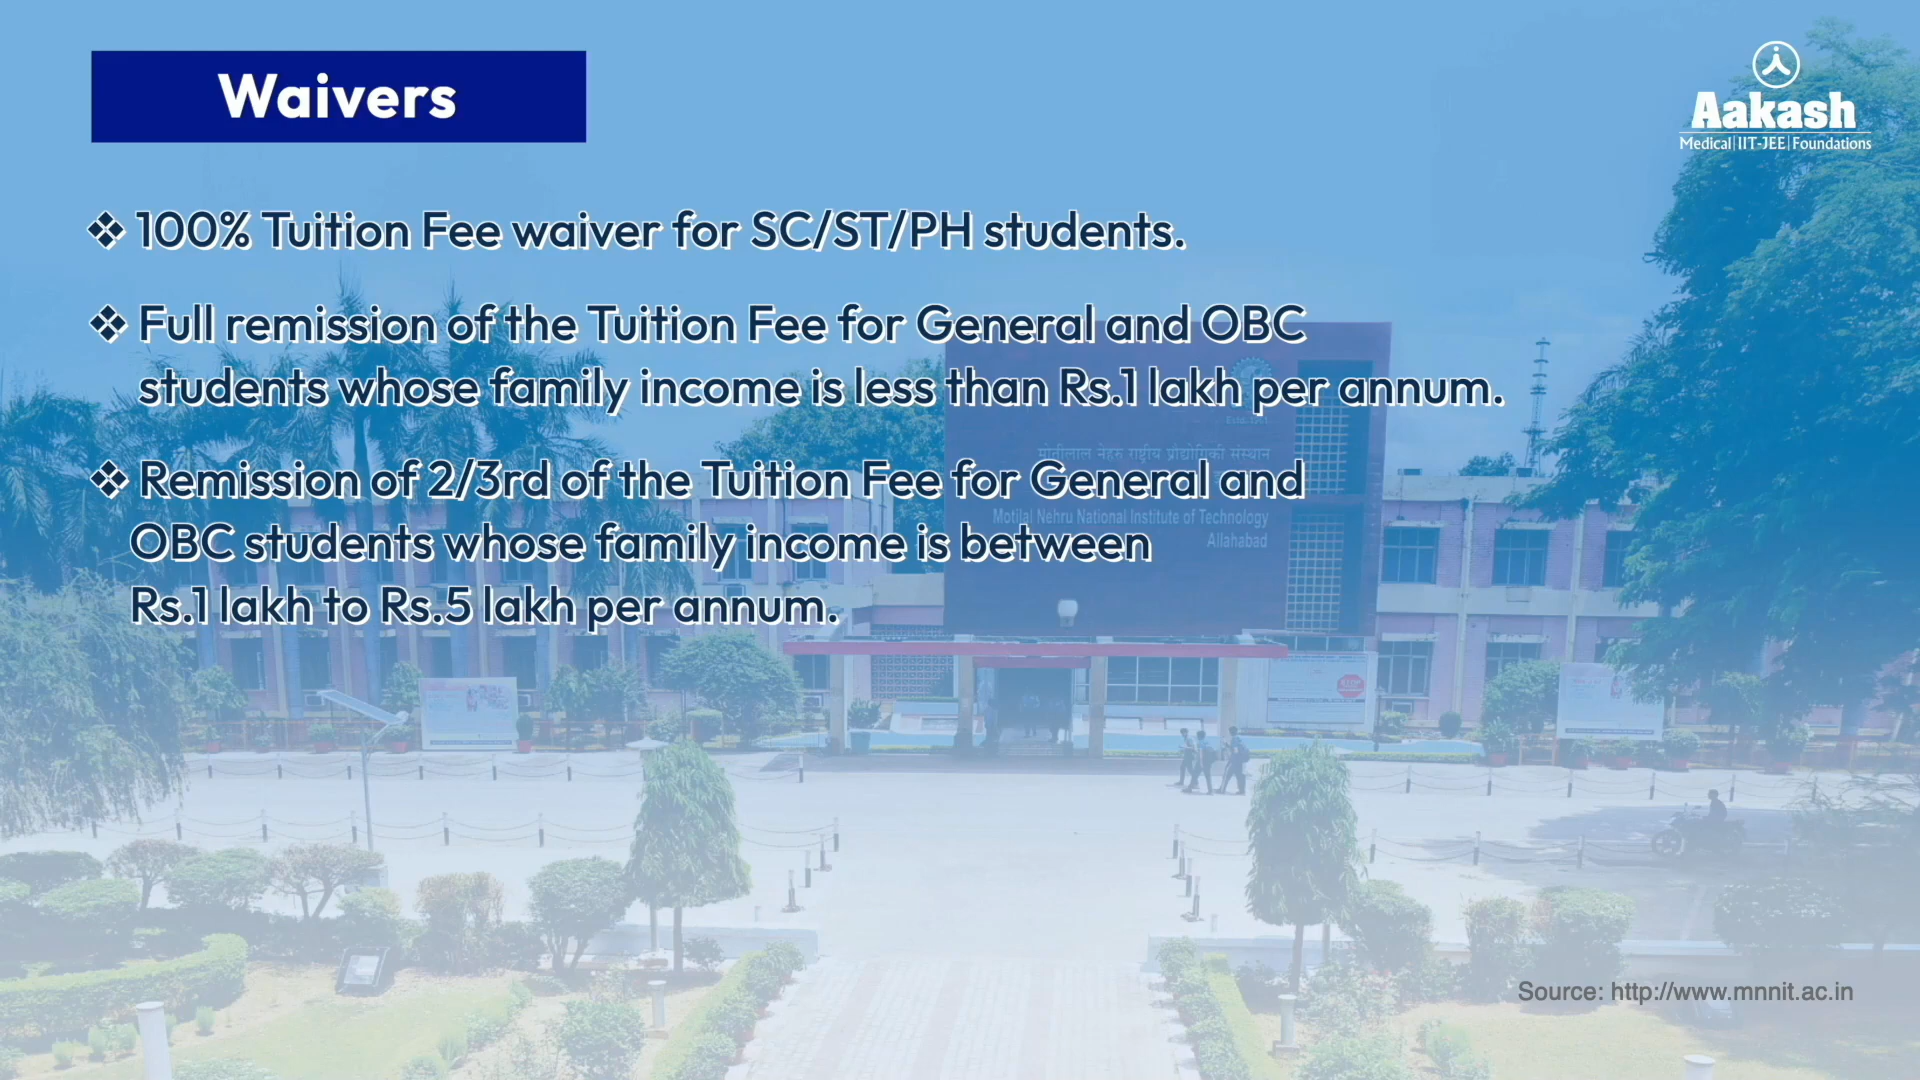 Waivers
Aakash
Medical|IIT-JEE|Foundations
❖ 100% Tuition Fee waiver for SC/ST/PH students.
❖ Full remission of the Tuition Fee for General and OBC
students whose family income is less than Rs.1 lakh per annum.
❖ Remission of 2/3rd of the Tuition Fee for General and
OBC students whose family income is between
Rs.1 lakh to Rs.5 lakh per annum.
मोतीलाल नेहरु राष्ट्रीय प्रौद्योगिकी संस्थान
Motilal Nehru National Institute of Technology
Allahabad
Source: http://www.mnnit.ac.in